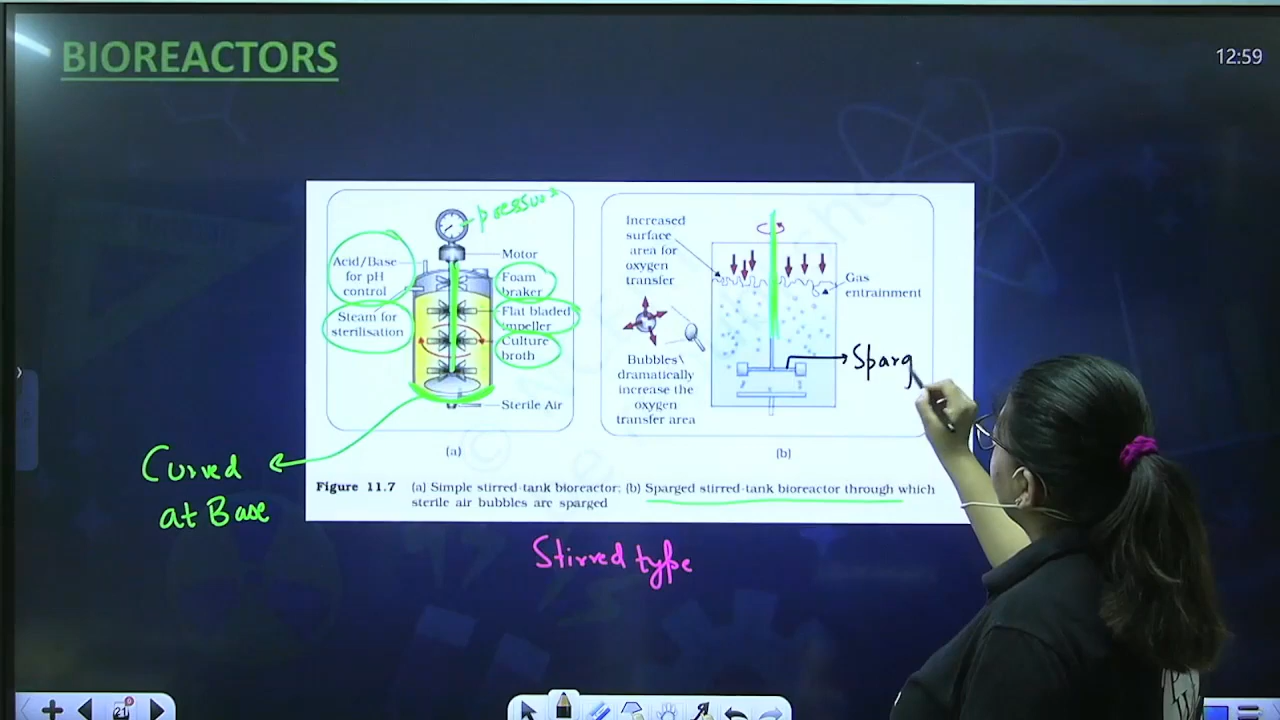 BIOREACTORS
12:59
pressure
Acid/Base
for pH
control
Steam for
sterilisation
Motor
Foam
braker
Flat bladed
impeller
Culture
broth
Sterile Air
(a)
Increased
surface
area for
oxygen
transfer
Bubbles\
dramatically
increase the
oxygen
transfer area
Gas
entrainment
Sparg
(b)
Figure 11.7 (a) Simple stirred-tank bioreactor; (b) Sparged stirred-tank bioreactor through which
sterile air bubbles are sparged
Curved
at Base
Stirred type
21